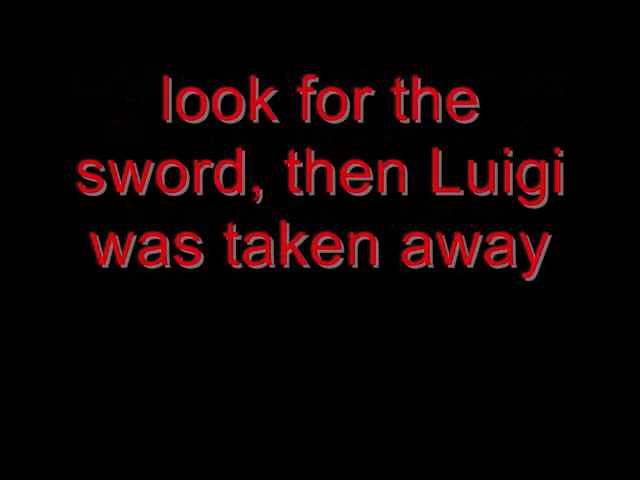 look for the
sword, then Luigi
was taken away